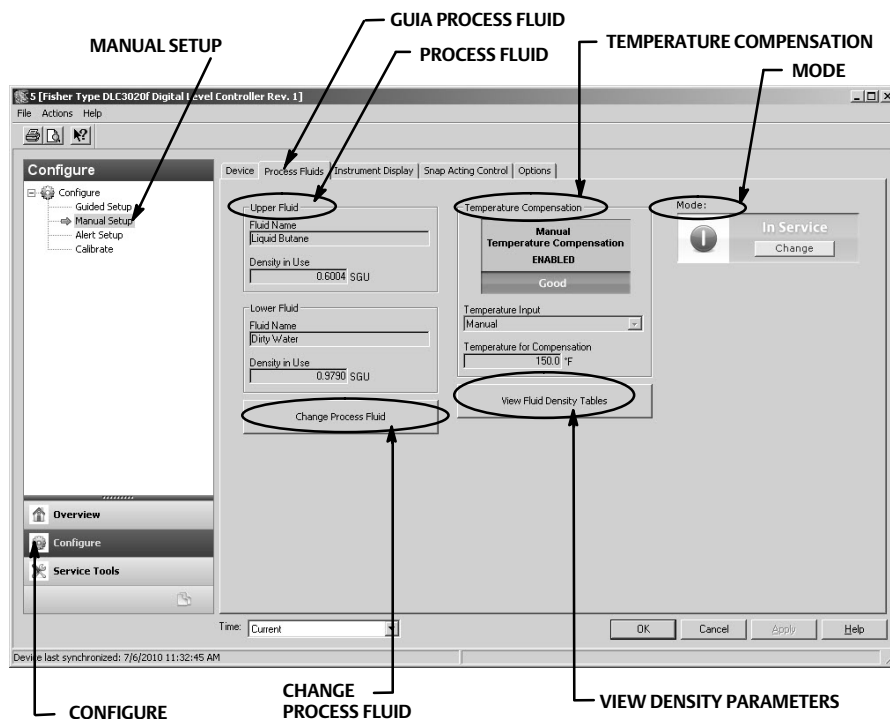 GUIA PROCESS FLUID
MANUAL SETUP
PROCESS FLUID
TEMPERATURE COMPENSATION
MODE
5 [Fisher Type DLC3020f Digital Level Controller Rev. 1]
File Actions Help
Configure
Configure
Guided Setup
Manual Setup
Alert Setup
Calibrate
Device Process Fluids Instrument Display Snap Acting Control Options
Upper Fluid
Fluid Name
Liquid Butane
Density in Use
0.6004 SGU
Lower Fluid
Fluid Name
Dirty Water
Density in Use
0.9790 SGU
Change Process Fluid
Temperature Compensation
Manual
Temperature Compensation
ENABLED
Good
Temperature Input
Manual
Temperature for Compensation
150.0 °F
View Fluid Density Tables
Mode:
In Service
Change
Overview
Configure
Service Tools
Time: Current
OK Cancel Apply Help
Device last synchronized: 7/6/2010 11:32:45 AM
CONFIGURE
CHANGE
PROCESS FLUID
VIEW DENSITY PARAMETERS